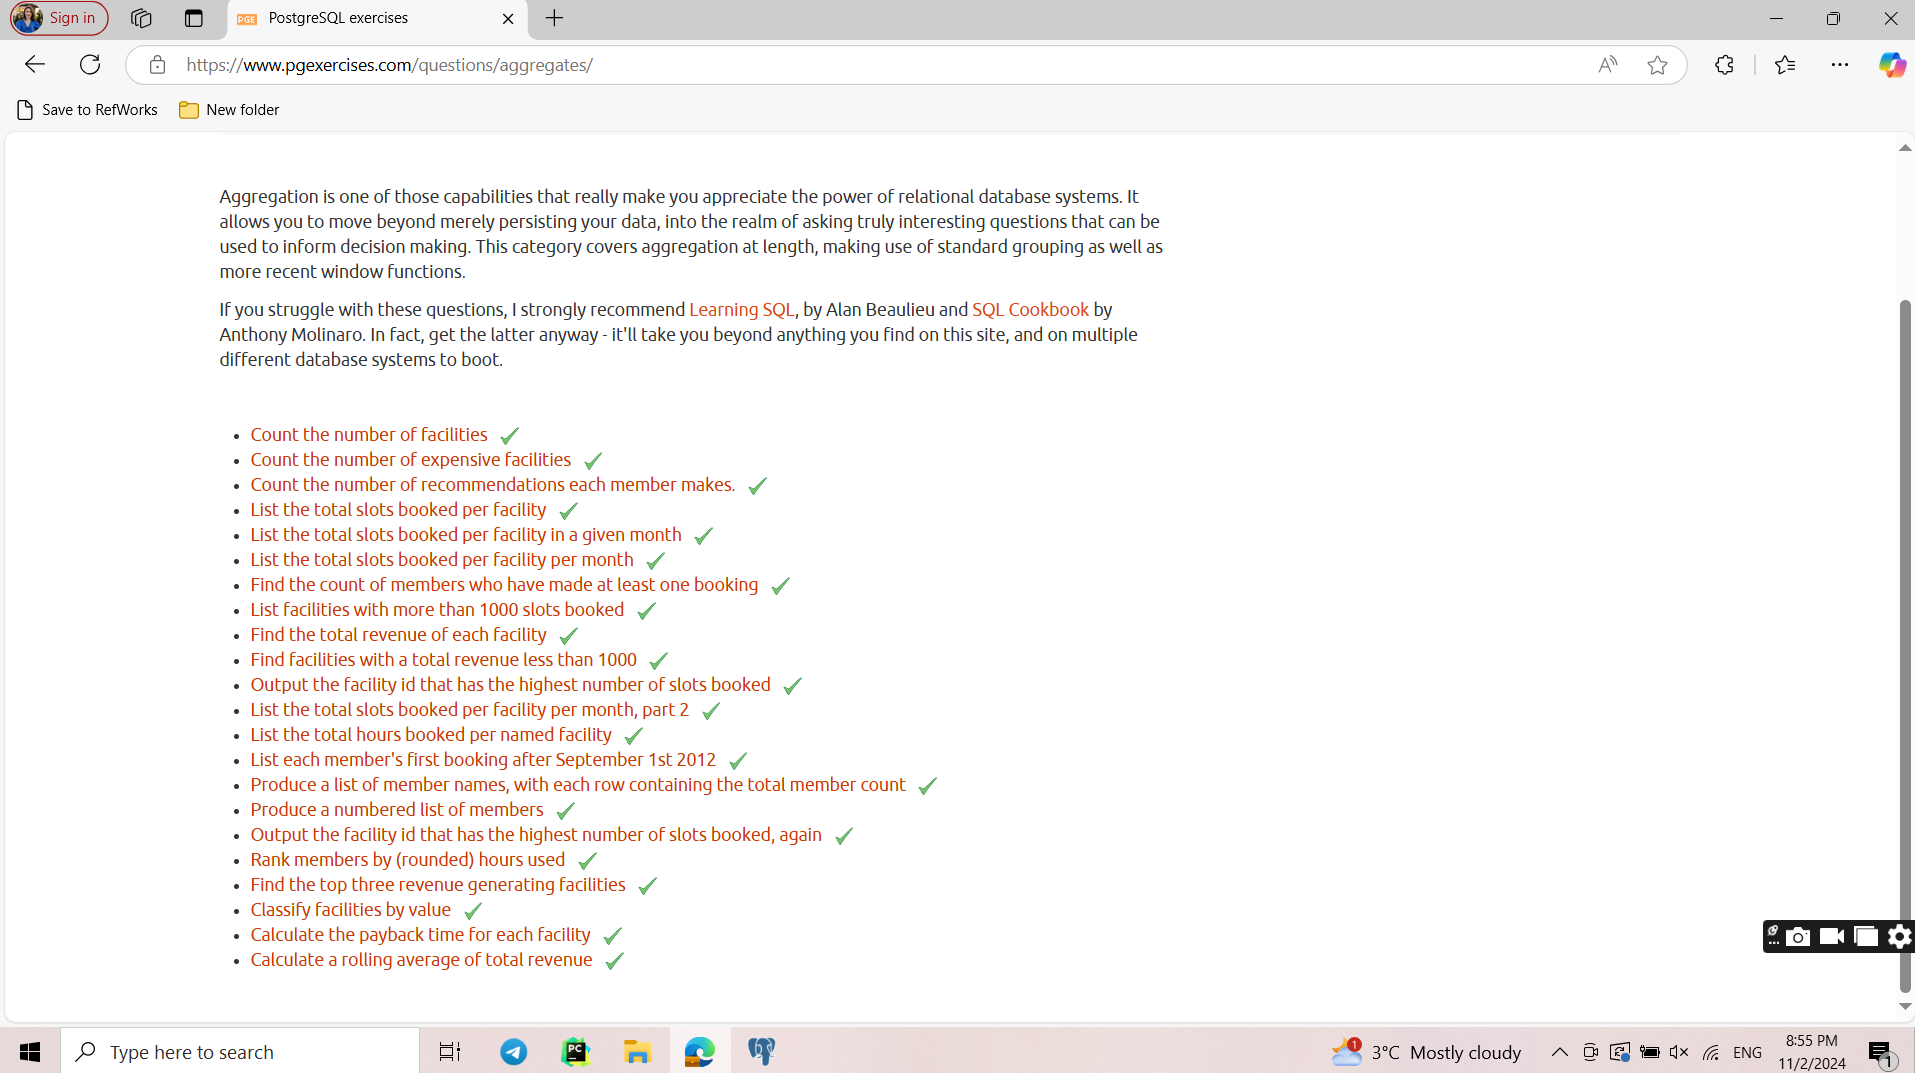 Sign in
PGE PostgreSQL exercises
https://www.pgexercises.com/questions/aggregates/
Save to RefWorks New folder
Aggregation is one of those capabilities that really make you appreciate the power of relational database systems. It
allows you to move beyond merely persisting your data, into the realm of asking truly interesting questions that can be
used to inform decision making. This category covers aggregation at length, making use of standard grouping as well as
more recent window functions.
If you struggle with these questions, I strongly recommend Learning SQL, by Alan Beaulieu and SQL Cookbook by
Anthony Molinaro. In fact, get the latter anyway - it'll take you beyond anything you find on this site, and on multiple
different database systems to boot.
Count the number of facilities
Count the number of expensive facilities
Count the number of recommendations each member makes.
List the total slots booked per facility
List the total slots booked per facility in a given month
List the total slots booked per facility per month
Find the count of members who have made at least one booking
List facilities with more than 1000 slots booked
Find the total revenue of each facility
Find facilities with a total revenue less than 1000
Output the facility id that has the highest number of slots booked
List the total slots booked per facility per month, part 2
List the total hours booked per named facility
List each member's first booking after September 1st 2012
Produce a list of member names, with each row containing the total member count
Produce a numbered list of members
Output the facility id that has the highest number of slots booked, again
Rank members by (rounded) hours used
Find the top three revenue generating facilities
Classify facilities by value
Calculate the payback time for each facility
Calculate a rolling average of total revenue
Type here to search
PC
1
3°C Mostly cloudy
ENG
8:55 PM
11/2/2024
1